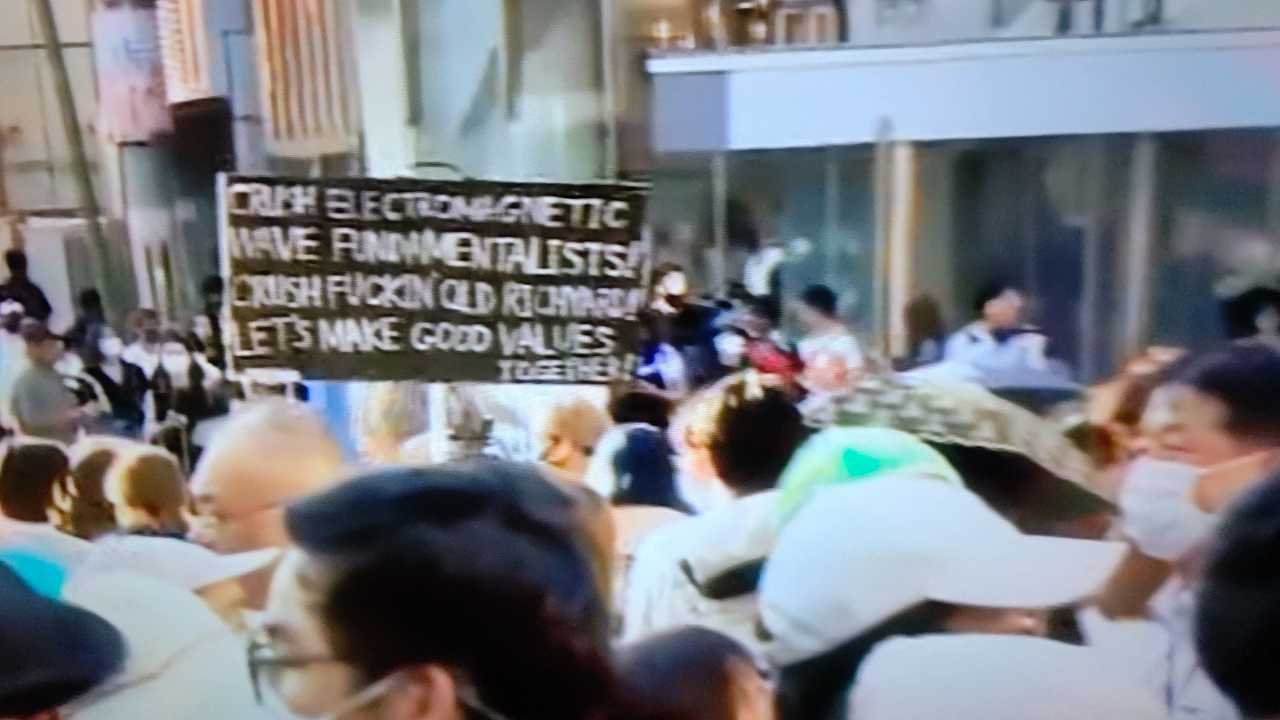 CRUSH ELECTROMAGNETIC
WAVE FUNDAMENTALISTS!!
CRUSH FUCKIN' OLD RICHYARD!
LET'S MAKE GOOD VALUES
TOGETHER!